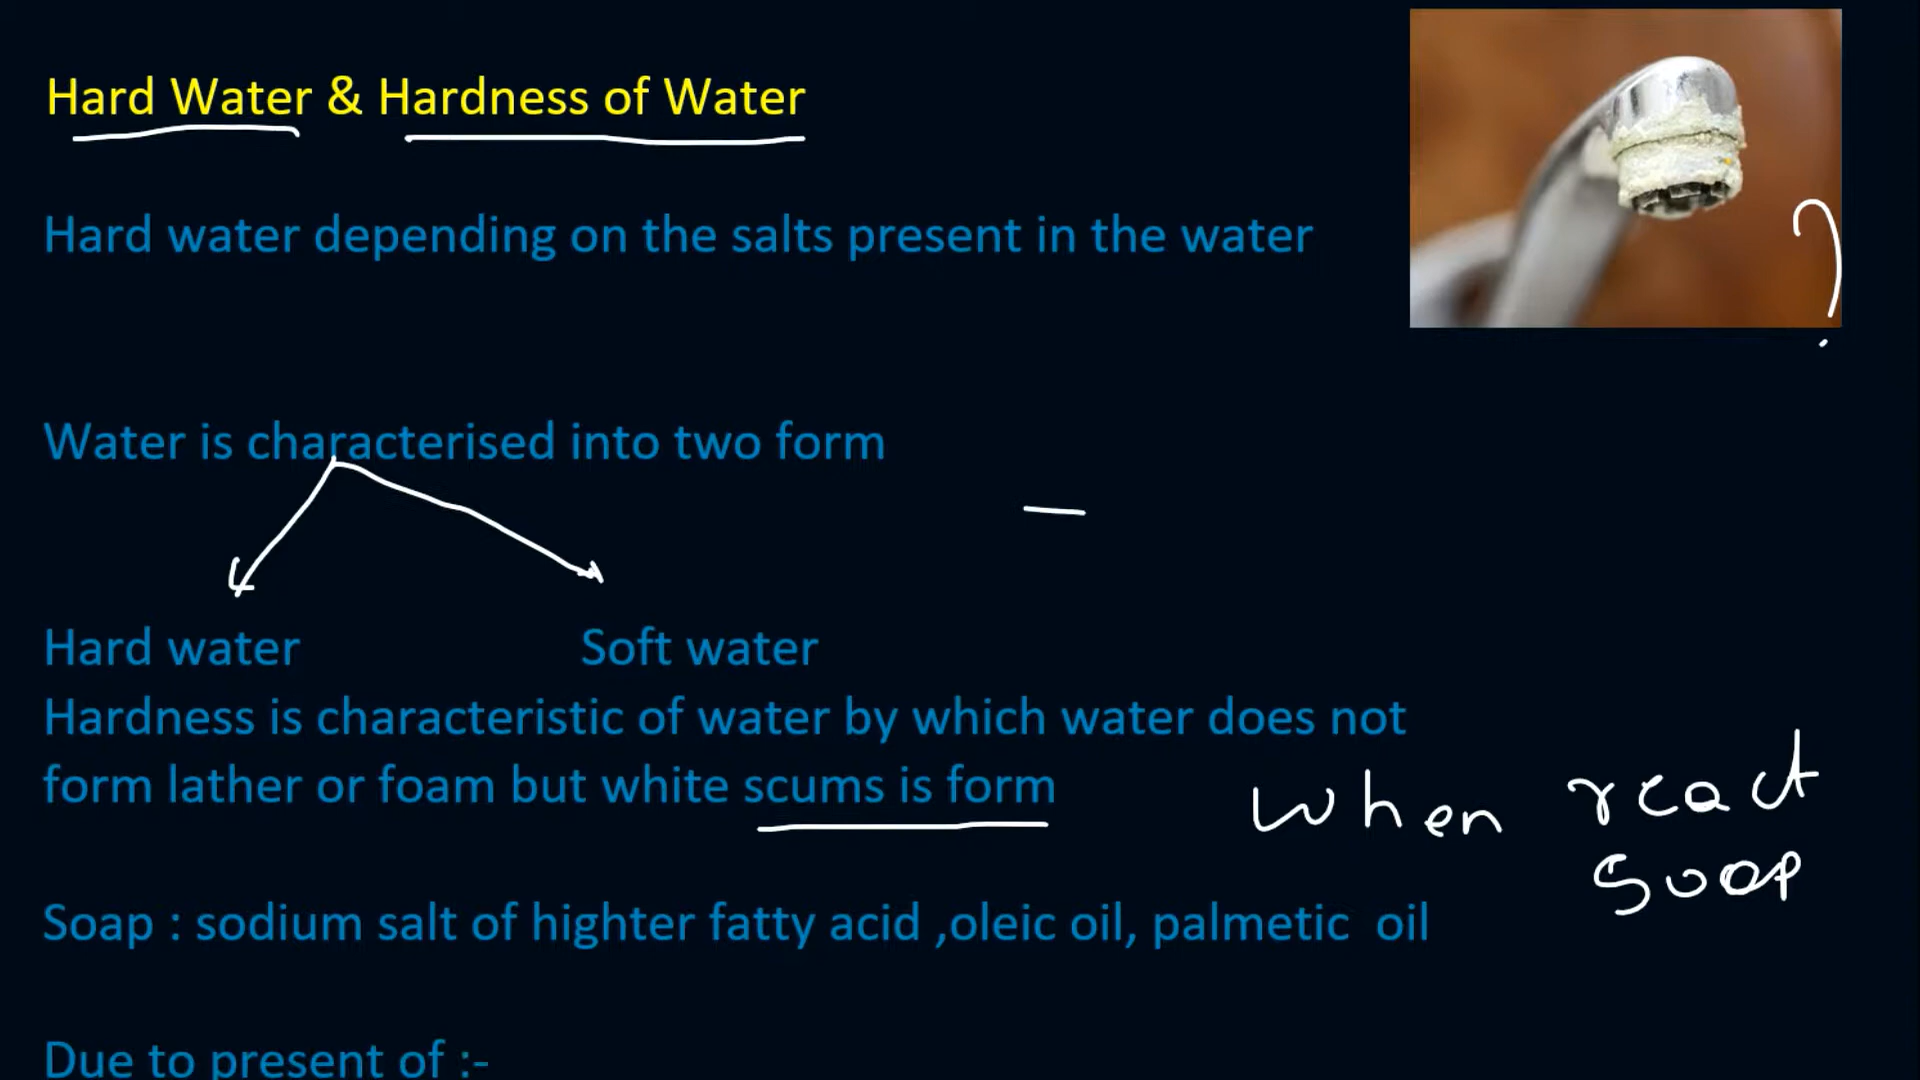 Hard Water & Hardness of Water
Hard water depending on the salts present in the water
?
Water is characterised into two form
Hard water Soft water
Hardness is characteristic of water by which water does not
form lather or foam but white scums is form
when react
soap
Soap : sodium salt of highter fatty acid ,oleic oil, palmetic oil
Due to present of :-